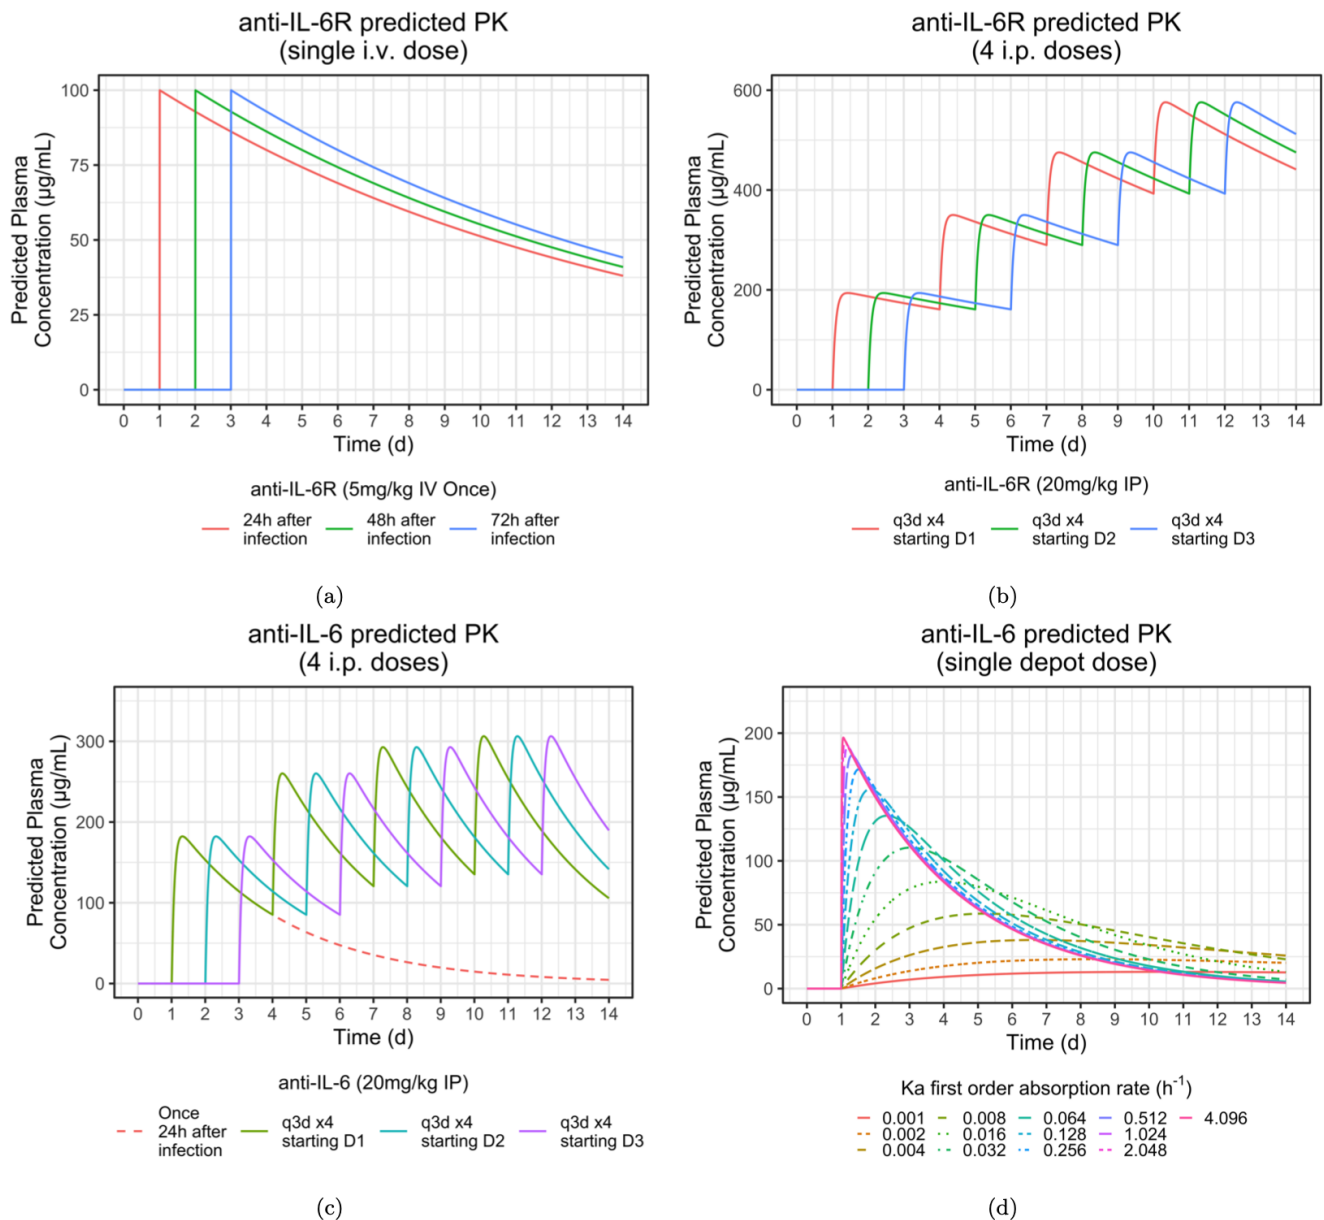 anti-IL-6R predicted PK
(single i.v. dose)
Predicted Plasma
Concentration (µg/mL)
100
75
50
25
0
0 1 2 3 4 5 6 7 8 9 10 11 12 13 14
Time (d)
anti-IL-6R (5mg/kg IV Once)
24h after
infection
48h after
infection
72h after
infection
(a)
anti-IL-6R predicted PK
(4 i.p. doses)
Predicted Plasma
Concentration (µg/mL)
600
400
200
0
0 1 2 3 4 5 6 7 8 9 10 11 12 13 14
Time (d)
anti-IL-6R (20mg/kg IP)
q3d x4
starting D1
q3d x4
starting D2
q3d x4
starting D3
(b)
anti-IL-6 predicted PK
(4 i.p. doses)
Predicted Plasma
Concentration (µg/mL)
300
200
100
0
0 1 2 3 4 5 6 7 8 9 10 11 12 13 14
Time (d)
anti-IL-6 (20mg/kg IP)
Once
24h after
infection
q3d x4
starting D1
q3d x4
starting D2
q3d x4
starting D3
(c)
anti-IL-6 predicted PK
(single depot dose)
Predicted Plasma
Concentration (µg/mL)
200
150
100
50
0
0 1 2 3 4 5 6 7 8 9 10 11 12 13 14
Time (d)
Ka first order absorption rate (h⁻¹)
0.001 0.008 0.064 0.512 4.096
0.002 0.016 0.128 1.024
0.004 0.032 0.256 2.048
(d)